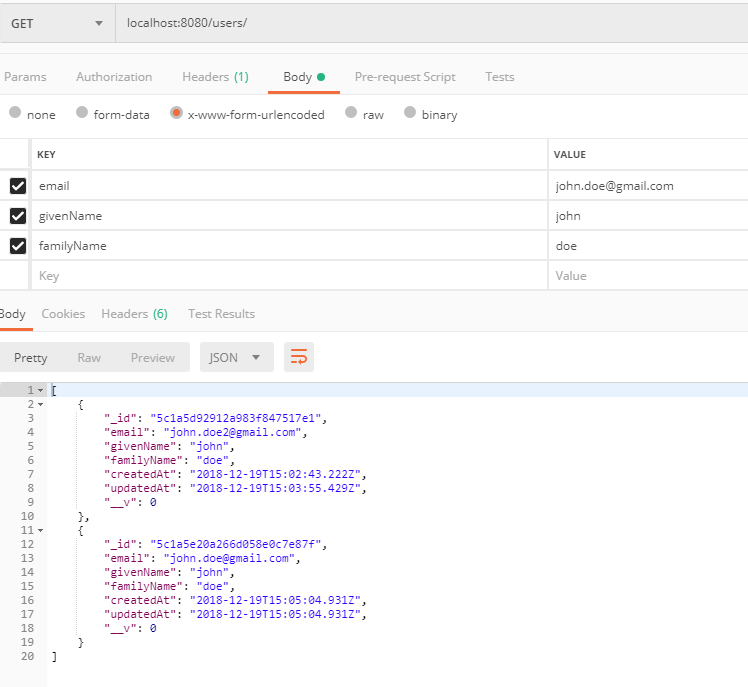 GET localhost:8080/users/
Params Authorization Headers (1) Body Pre-request Script Tests
none form-data x-www-form-urlencoded raw binary
KEY VALUE
email john.doe@gmail.com
givenName john
familyName doe
Key Value
Body Cookies Headers (6) Test Results
Pretty Raw Preview JSON
1 [
2 {
3 "_id": "5c1a5d92912a983f847517e1",
4 "email": "john.doe2@gmail.com",
5 "givenName": "john",
6 "familyName": "doe",
7 "createdAt": "2018-12-19T15:02:43.222Z",
8 "updatedAt": "2018-12-19T15:03:55.429Z",
9 "__v": 0
10 },
11 {
12 "_id": "5c1a5e20a266d058e0c7e87f",
13 "email": "john.doe@gmail.com",
14 "givenName": "john",
15 "familyName": "doe",
16 "createdAt": "2018-12-19T15:05:04.931Z",
17 "updatedAt": "2018-12-19T15:05:04.931Z",
18 "__v": 0
19 }
20 ]